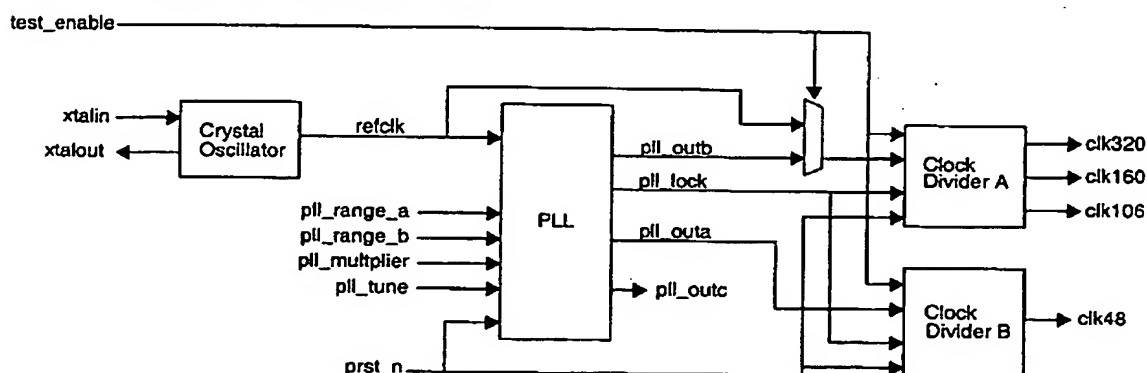 test_enable
xtalin
xtalout
Crystal
Oscillator
refclk
pll_range_a
pll_range_b
pll_multplier
pll_tune
prst_n
PLL
pll_outb
pll_lock
pll_outa
pll_outc
Clock
Divider A
clk320
clk160
clk106
Clock
Divider B
clk48